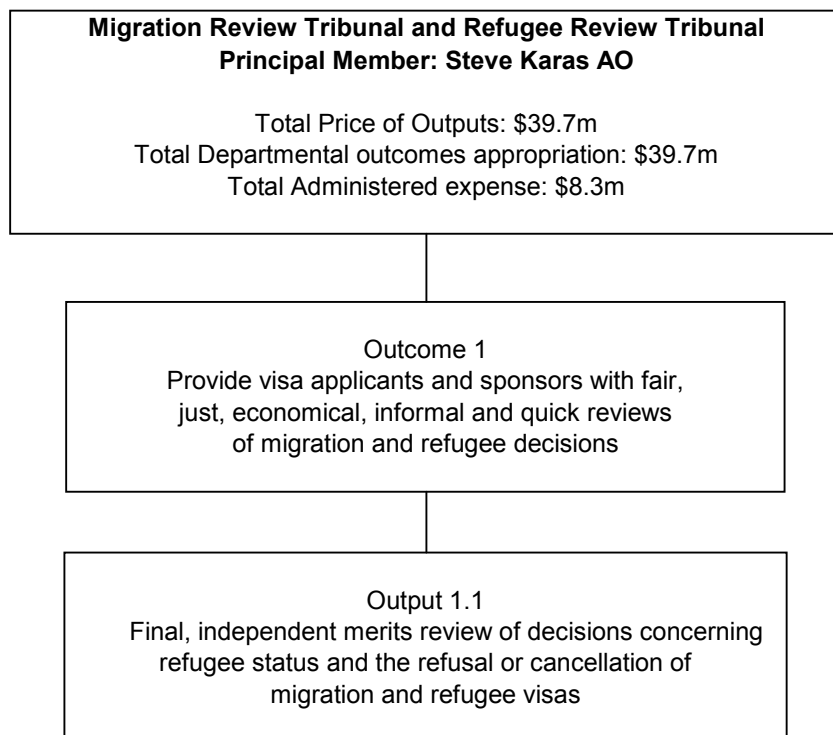 Migration Review Tribunal and Refugee Review Tribunal
Principal Member: Steve Karas AO
Total Price of Outputs: $39.7m
Total Departmental outcomes appropriation: $39.7m
Total Administered expense: $8.3m
Outcome 1
Provide visa applicants and sponsors with fair,
just, economical, informal and quick reviews
of migration and refugee decisions
Output 1.1
Final, independent merits review of decisions concerning
refugee status and the refusal or cancellation of
migration and refugee visas